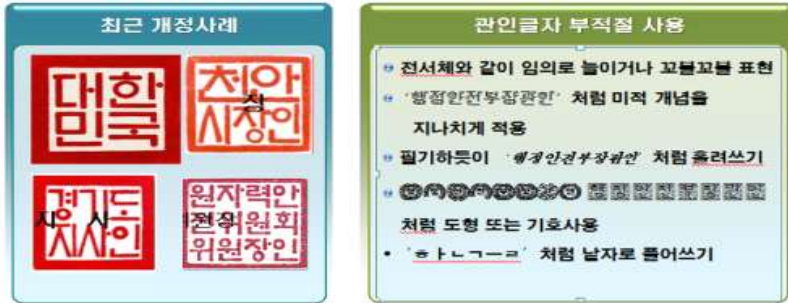 최근 개정사례
대한
민국
천안
시장인
경기도
지사인
원자력안
전위원회
위원장인
관인글자 부적절 사용
전서체와 같이 임의로 늘이거나 꼬불꼬불 표현
'행정안전부장관인' 처럼 미적 개념을
지나치게 적용
필기하듯이 '행정안전부장관인' 처럼 흘려쓰기
처럼 도형 또는 기호사용
• 'ㅎㅏㄴㄱㅡㄹ' 처럼 낱자로 풀어쓰기